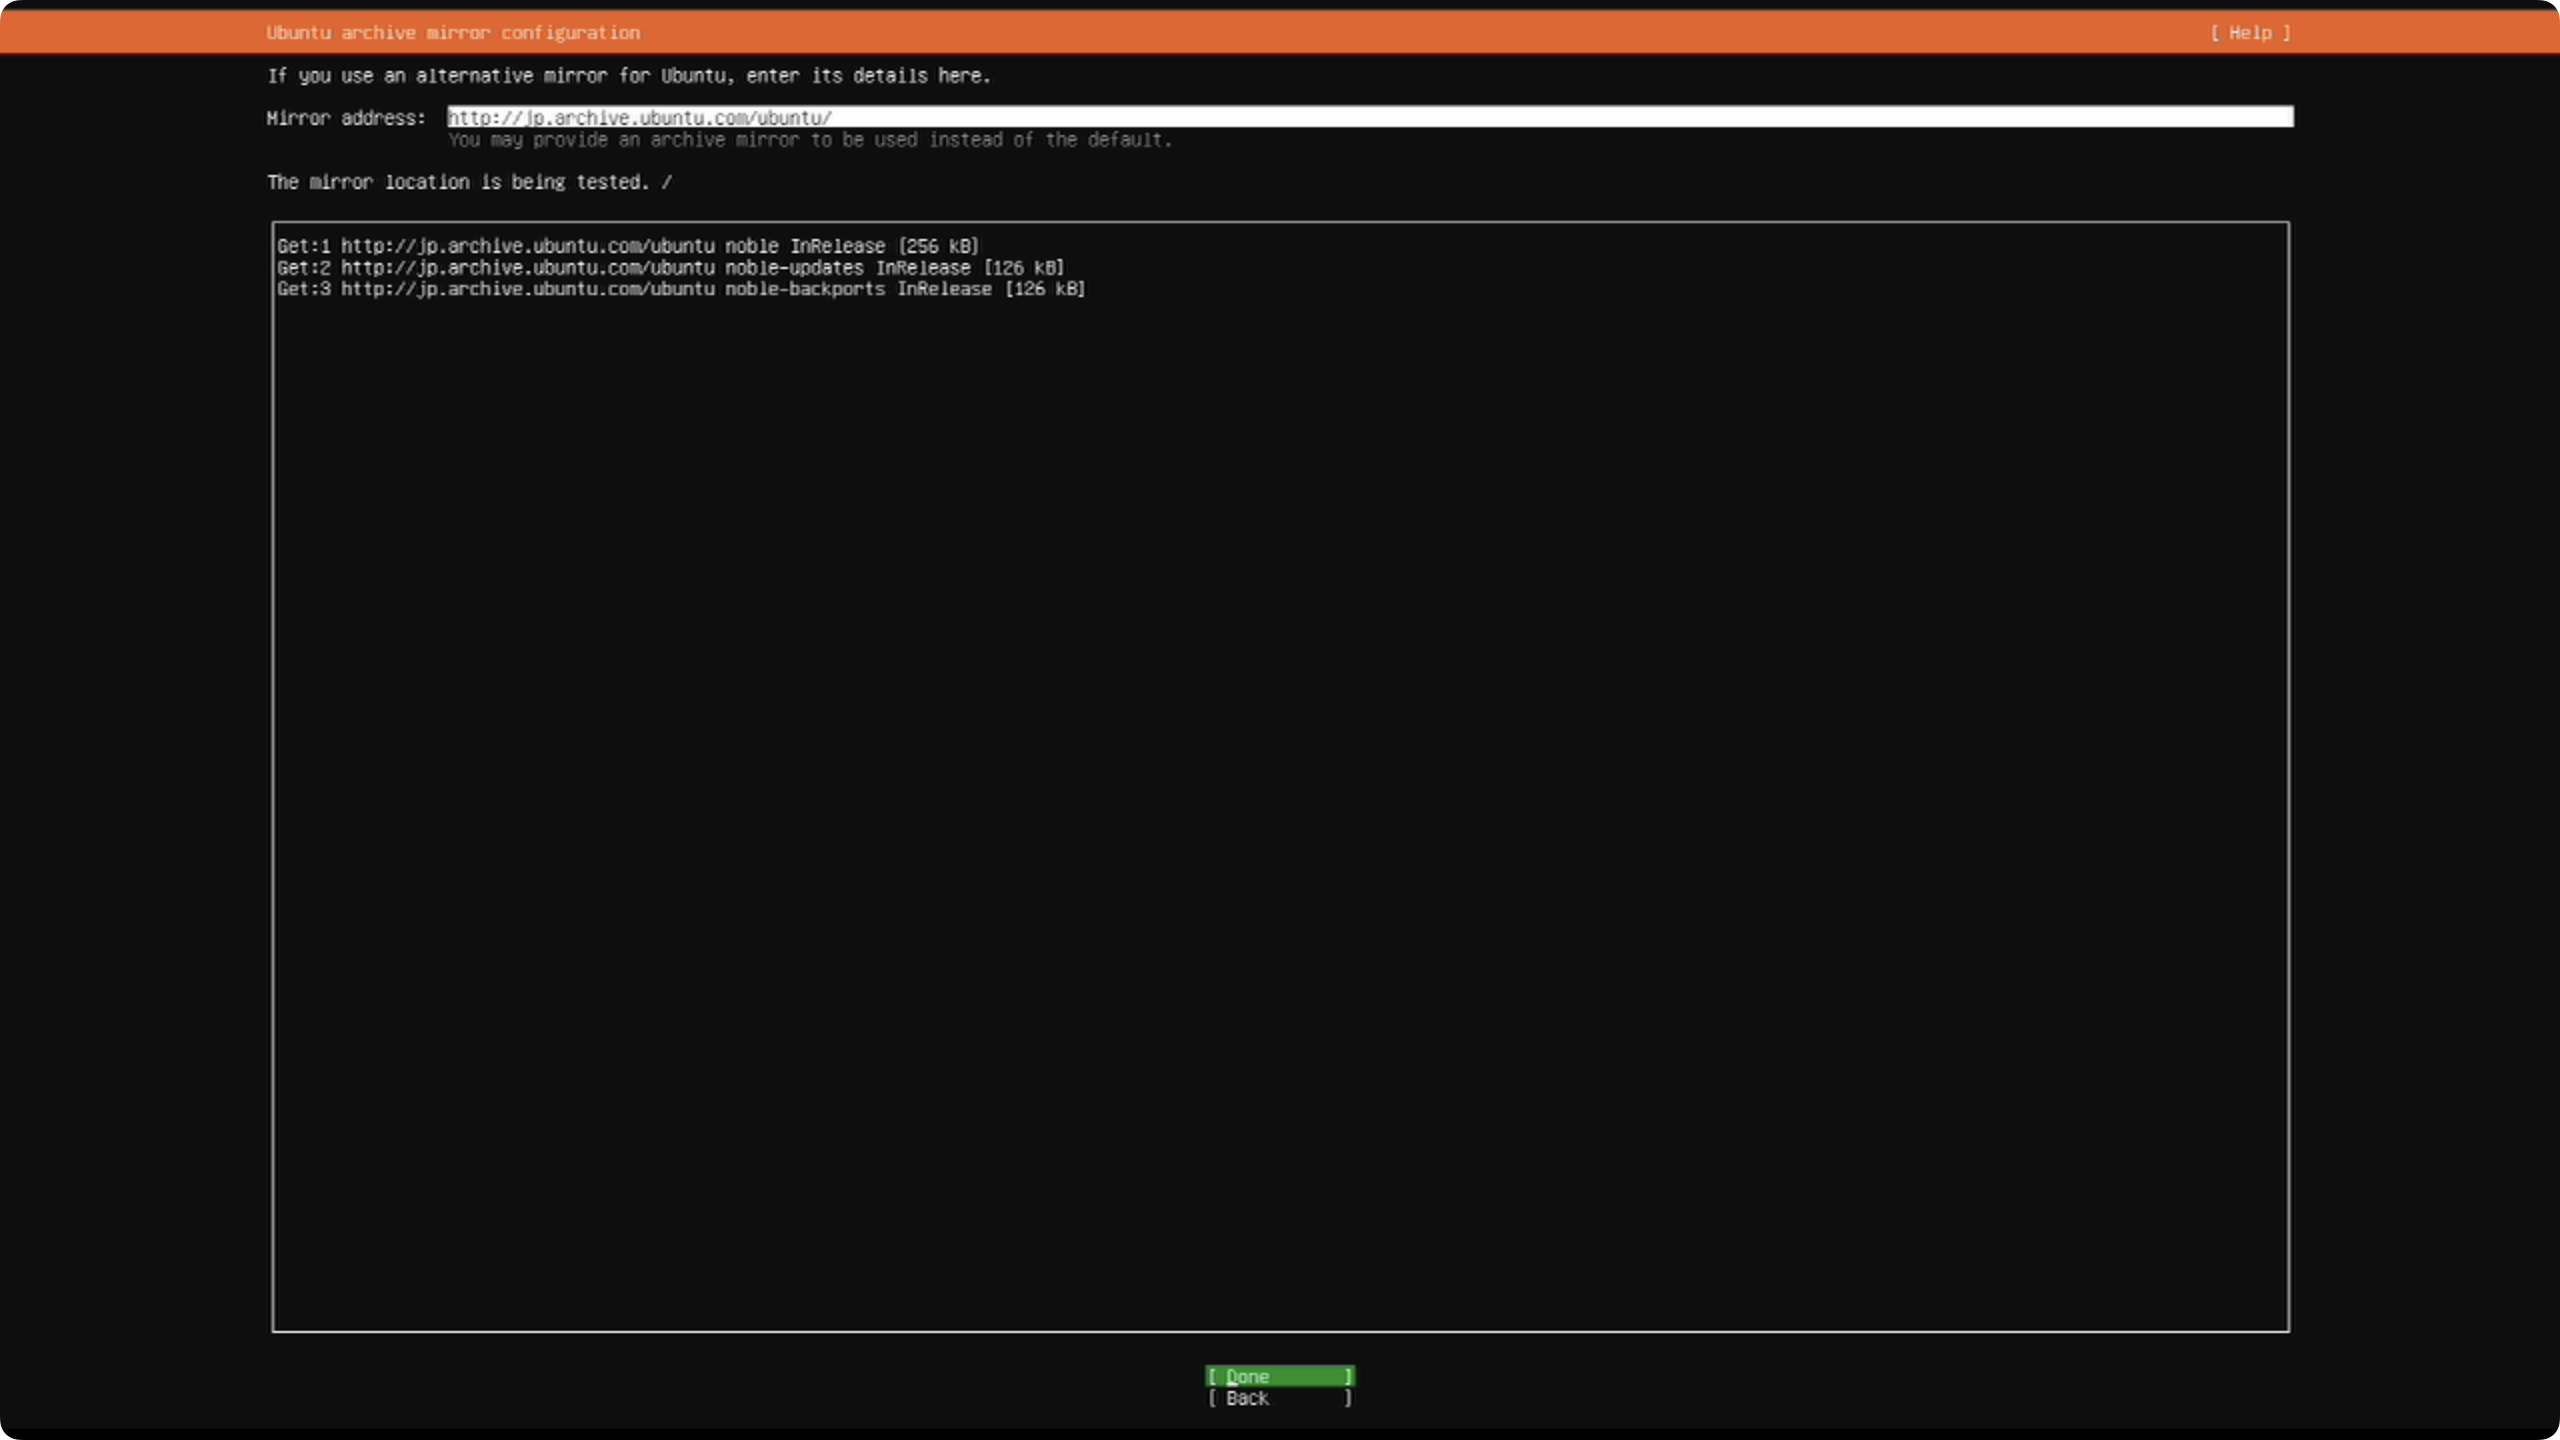 Ubuntu archive mirror configuration [ Help ]
If you use an alternative mirror for Ubuntu, enter its details here.
Mirror address: http://jp.archive.ubuntu.com/ubuntu/
You may provide an archive mirror to be used instead of the default.
The mirror location is being tested. /
Get:1 http://jp.archive.ubuntu.com/ubuntu noble InRelease [256 kB]
Get:2 http://jp.archive.ubuntu.com/ubuntu noble-updates InRelease [126 kB]
Get:3 http://jp.archive.ubuntu.com/ubuntu noble-backports InRelease [126 kB]
[ Done ]
[ Back ]